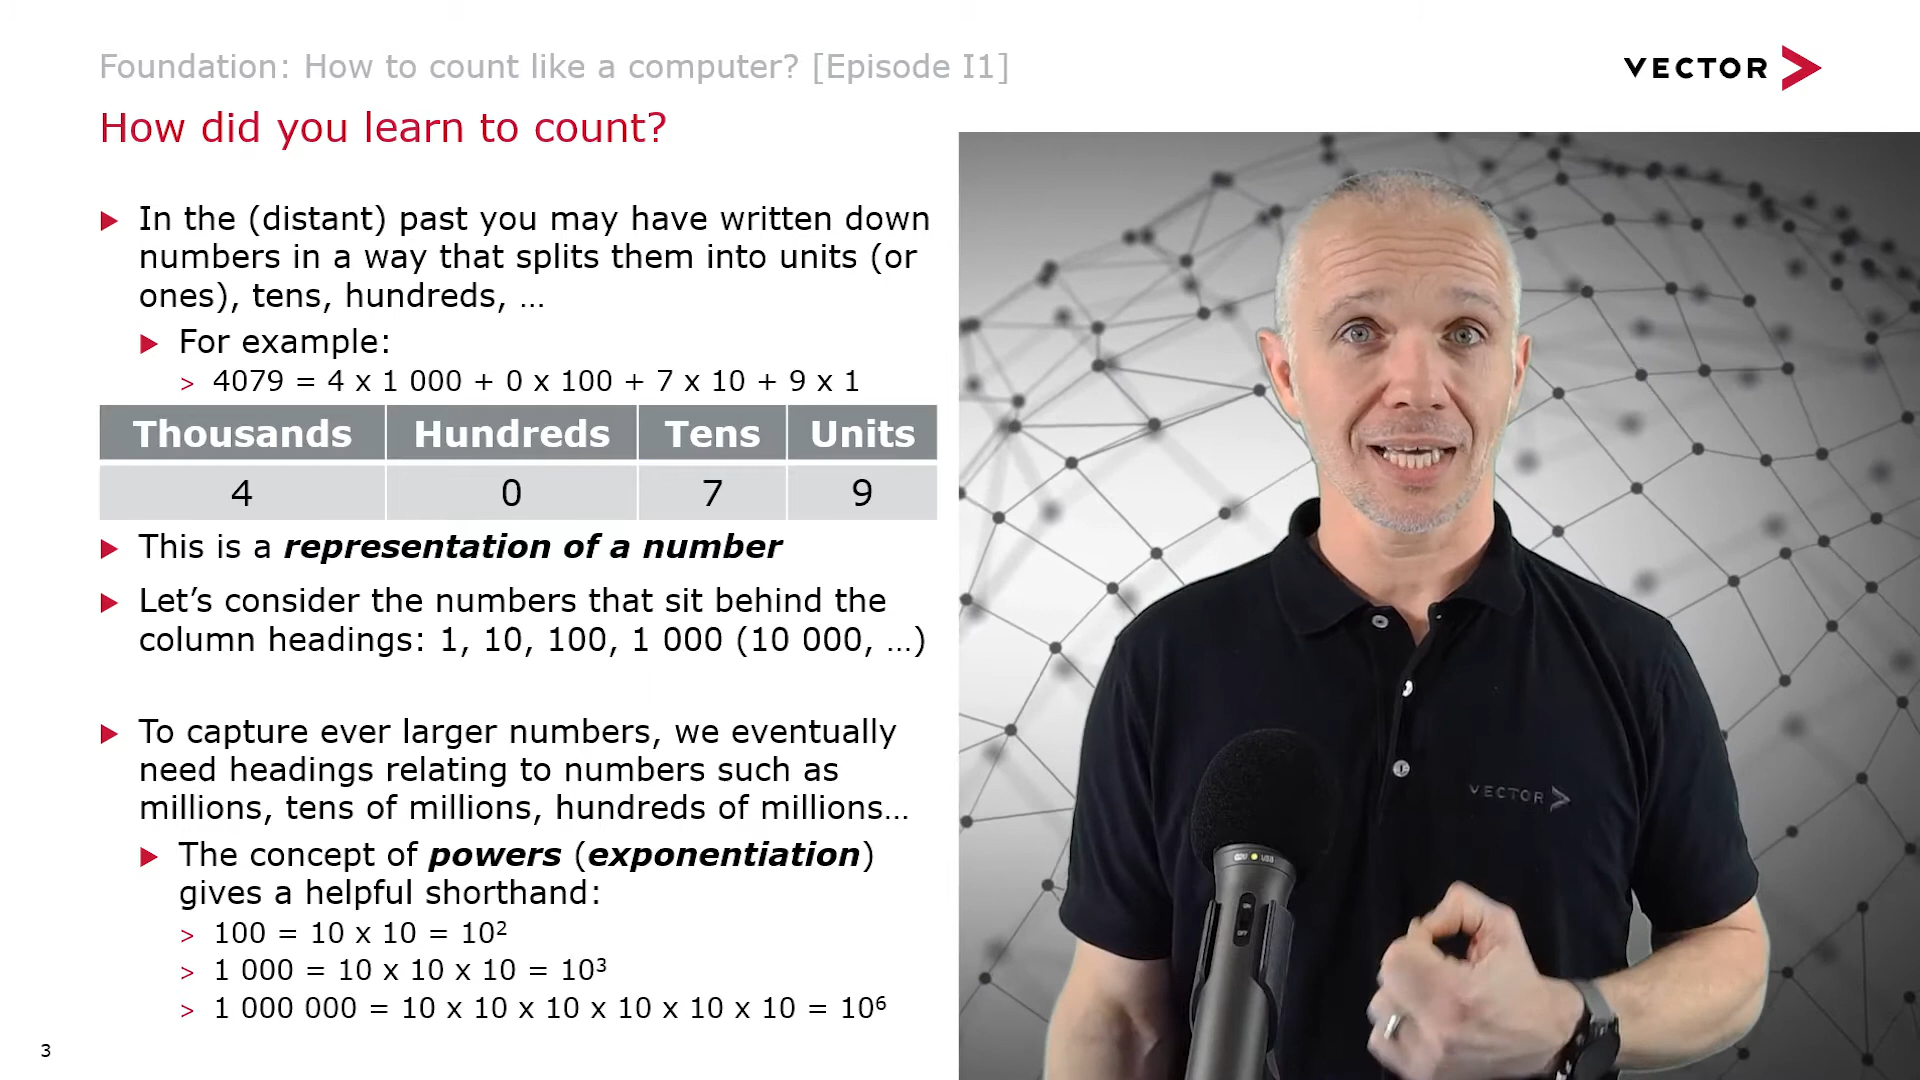 Foundation: How to count like a computer? [Episode I1]
VECTOR
How did you learn to count?
In the (distant) past you may have written down
numbers in a way that splits them into units (or
ones), tens, hundreds, …
For example:
> 4079 = 4 x 1 000 + 0 x 100 + 7 x 10 + 9 x 1
Thousands Hundreds Tens Units
4 0 7 9
This is a representation of a number
Let’s consider the numbers that sit behind the
column headings: 1, 10, 100, 1 000 (10 000, …)
To capture ever larger numbers, we eventually
need headings relating to numbers such as
millions, tens of millions, hundreds of millions…
The concept of powers (exponentiation)
gives a helpful shorthand:
> 100 = 10 x 10 = 10²
> 1 000 = 10 x 10 x 10 = 10³
> 1 000 000 = 10 x 10 x 10 x 10 x 10 x 10 = 10⁶
3
VECTOR
USB
ON
OFF